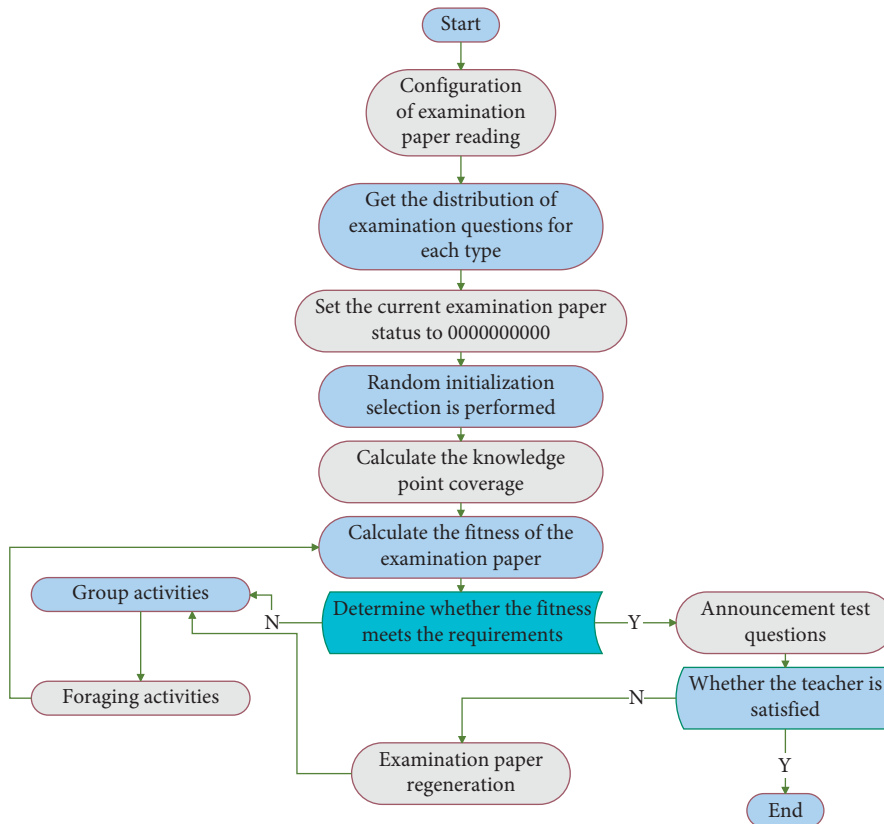 Start
Configuration
of examination
paper reading
Get the distribution of
examination questions for
each type
Set the current examination paper
status to 0000000000
Random initialization
selection is performed
Calculate the knowledge
point coverage
Calculate the fitness of the
examination paper
Group activities
N
Determine whether the fitness
meets the requirements
Y
Announcement test
questions
Foraging activities
N
Whether the teacher is
satisfied
Examination paper
regeneration
Y
End